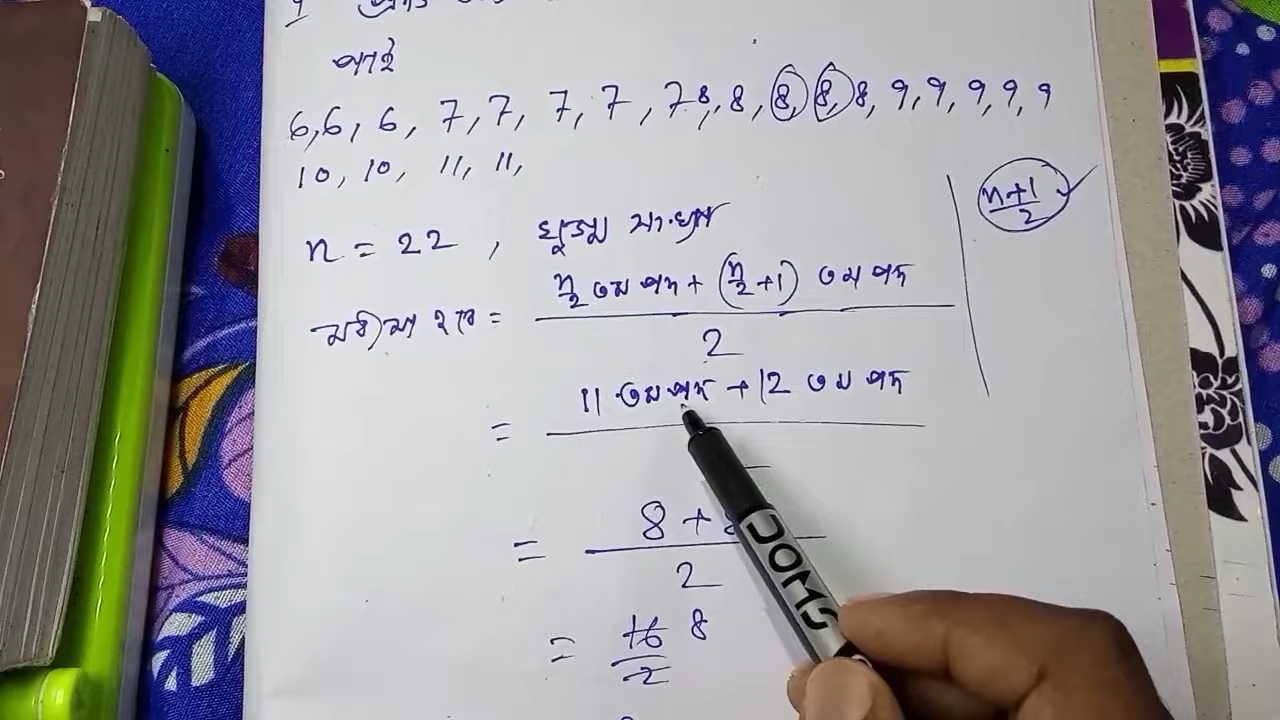 পাই
6, 6, 6, 7, 7, 7, 7, 7 8, 8, 8, 8, 8, 9, 9, 9, 9, 9
10, 10, 11, 11,
n = 22 , যুগ্ম সংখ্যা
n+1/2
মধ্যমা হবে = n/2 তম পদ + (n/2 + 1) তম পদ / 2
= 11 তম পদ + 12 তম পদ
= 8 + 8 / 2
= 16/2 8
DOMS